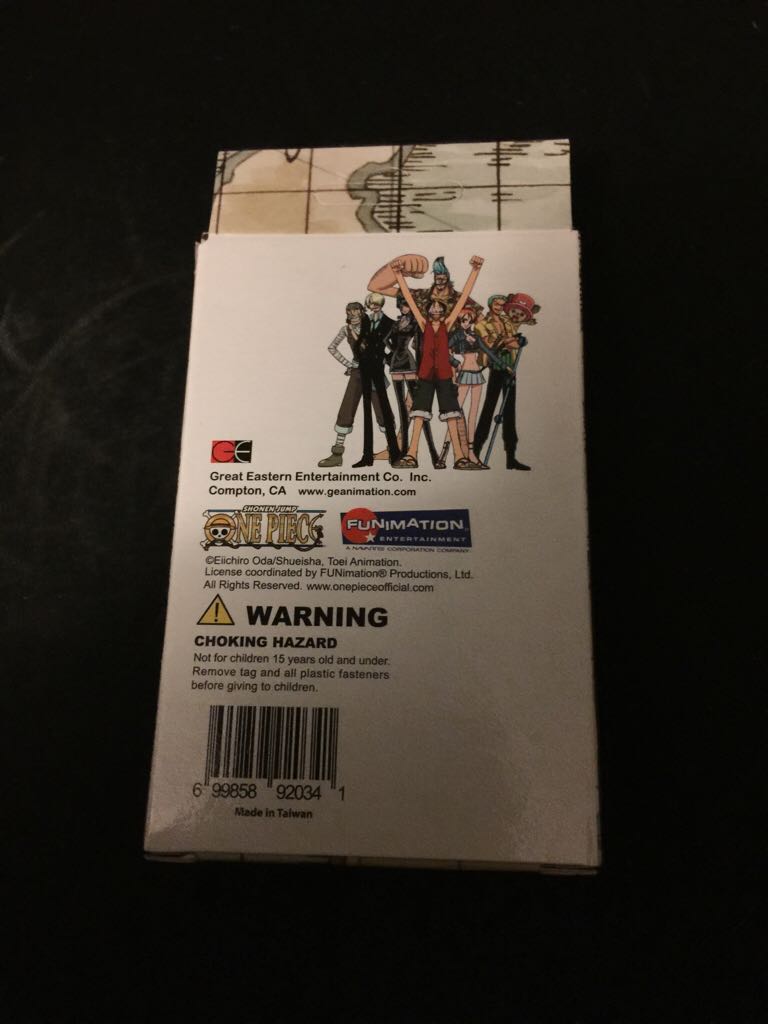 GE
Great Eastern Entertainment Co. Inc.
Compton, CA www.geanimation.com
SHONEN JUMP
ONE PIECE
FUNIMATION
ENTERTAINMENT
A NAVARRE CORPORATION COMPANY
©Eiichiro Oda/Shueisha, Toei Animation.
License coordinated by FUNimation® Productions, Ltd.
All Rights Reserved. www.onepieceofficial.com
WARNING
CHOKING HAZARD
Not for children 15 years old and under.
Remove tag and all plastic fasteners
before giving to children.
6 99858 92034 1
Made in Taiwan